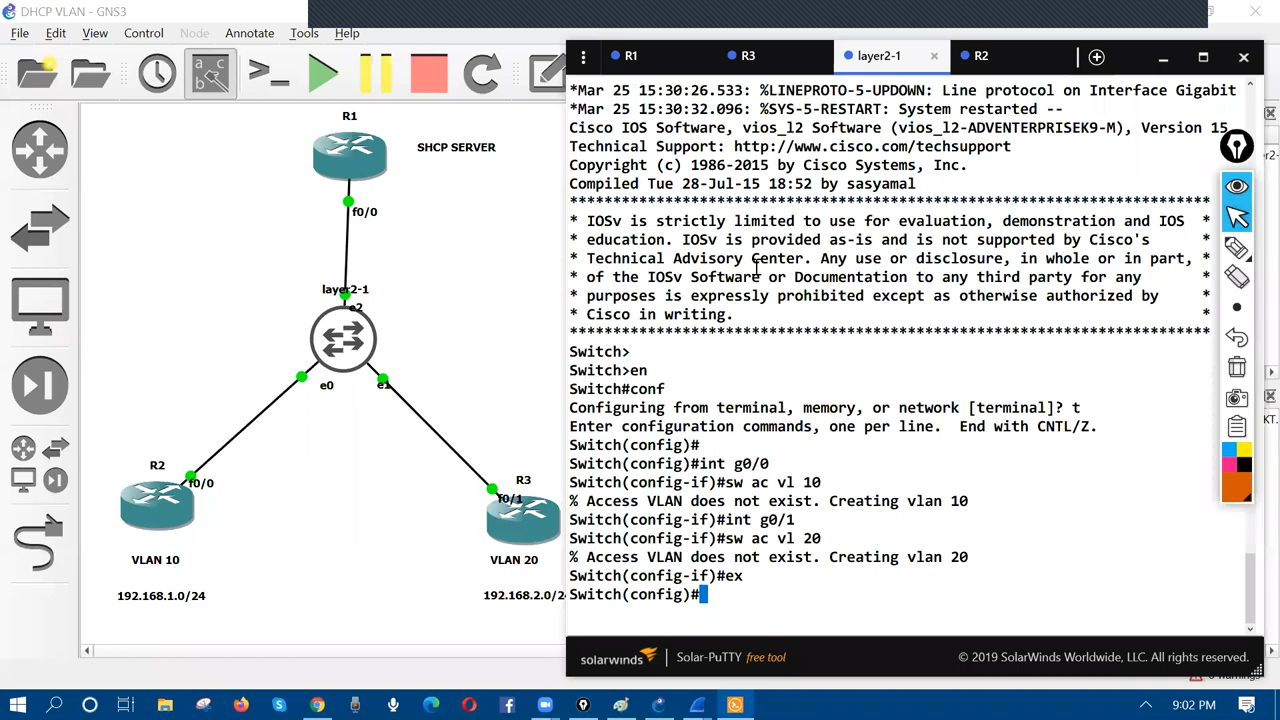 DHCP VLAN - GNS3
File Edit View Control Node Annotate Tools Help
R1
SHCP SERVER
f0/0
layer2-1
e2
e0
e1
R2
f0/0
R3
f0/1
VLAN 10
VLAN 20
192.168.1.0/24
192.168.2.0/24
R1 R3 layer2-1 R2
*Mar 25 15:30:26.533: %LINEPROTO-5-UPDOWN: Line protocol on Interface Gigabit
*Mar 25 15:30:32.096: %SYS-5-RESTART: System restarted --
Cisco IOS Software, vios_l2 Software (vios_l2-ADVENTERPRISEK9-M), Version 15
Technical Support: http://www.cisco.com/techsupport
Copyright (c) 1986-2015 by Cisco Systems, Inc.
Compiled Tue 28-Jul-15 18:52 by sasyamal
**************************************************************************
* IOSv is strictly limited to use for evaluation, demonstration and IOS *
* education. IOSv is provided as-is and is not supported by Cisco's *
* Technical Advisory Center. Any use or disclosure, in whole or in part, *
* of the IOSv Software or Documentation to any third party for any *
* purposes is expressly prohibited except as otherwise authorized by *
* Cisco in writing. *
**************************************************************************
Switch>
Switch>en
Switch#conf
Configuring from terminal, memory, or network [terminal]? t
Enter configuration commands, one per line. End with CNTL/Z.
Switch(config)#
Switch(config)#int g0/0
Switch(config-if)#sw ac vl 10
% Access VLAN does not exist. Creating vlan 10
Switch(config-if)#int g0/1
Switch(config-if)#sw ac vl 20
% Access VLAN does not exist. Creating vlan 20
Switch(config-if)#ex
Switch(config)#
solarwinds Solar-PuTTY free tool © 2019 SolarWinds Worldwide, LLC. All rights reserved.
9:02 PM